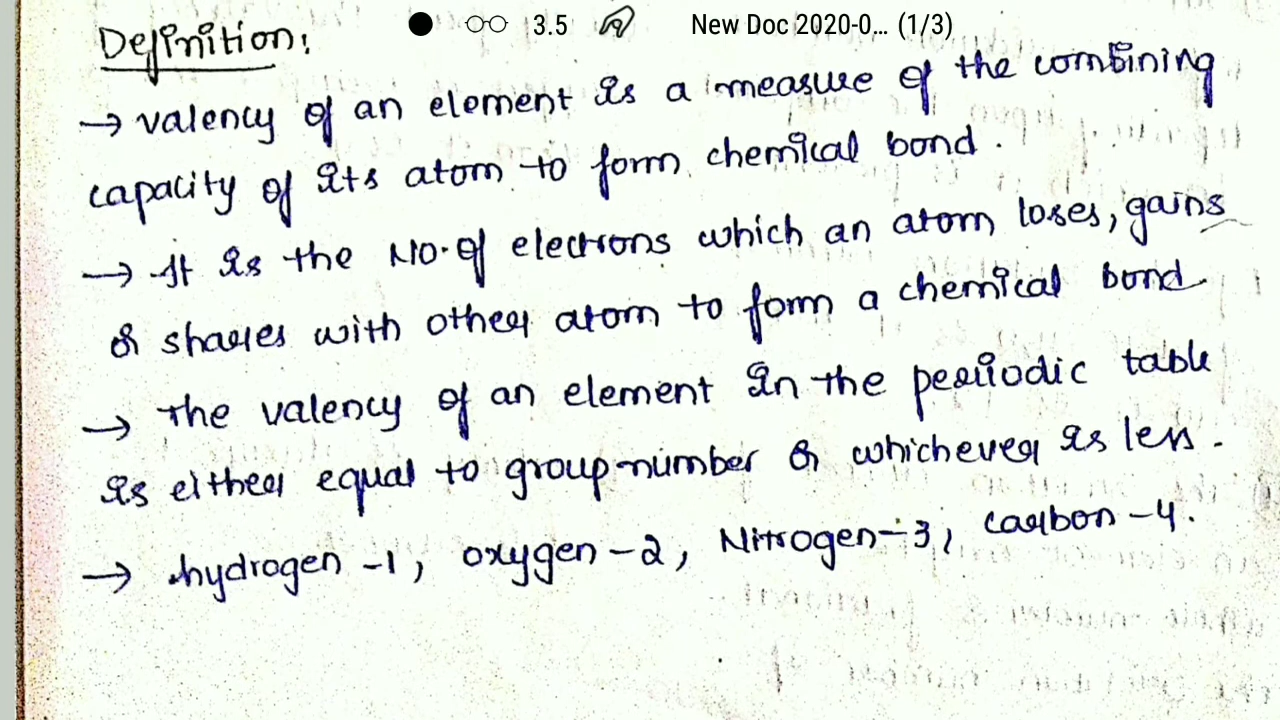 3.5 New Doc 2020-0... (1/3)
Definition:
→ valency of an element is a measure of the combining
capacity of its atom to form chemical bond.
→ It is the No. of electrons which an atom loses, gains
or shares with other atom to form a chemical bond
→ The valency of an element in the periodic table
is either equal to group number or whichever is less.
→ hydrogen -1, oxygen -2, Nitrogen -3, carbon -4.